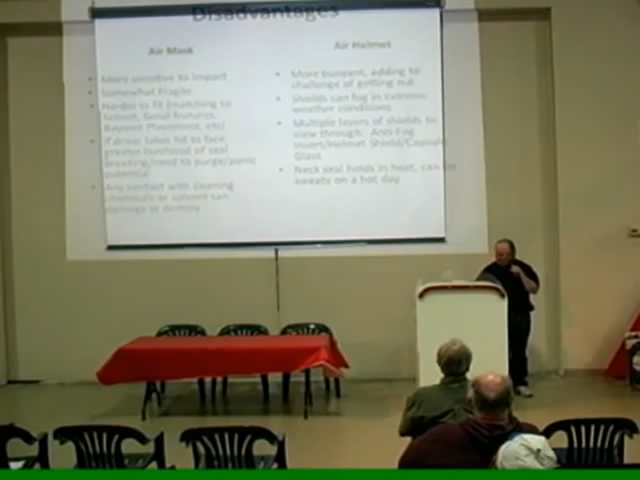 Disadvantages
Air Mask
• More sensitive to impact
• Somewhat Fragile
• Harder to fit (matching to
helmet, facial features,
Bayonet Placement, etc)
• If driver takes hit to face,
greater likelihood of seal
breaking/need to purge/panic
potential
• Any contact with cleaning
chemicals or solvent can
damage or destroy
Air Helmet
• More buoyant, adding to
challenge of getting out
• Shields can fog in extreme
weather conditions
• Multiple layers of shields to
view through. Anti-Fog
Insert/Helmet Shield/Capsule
Glass
• Neck seal holds in heat, can be
sweaty on a hot day